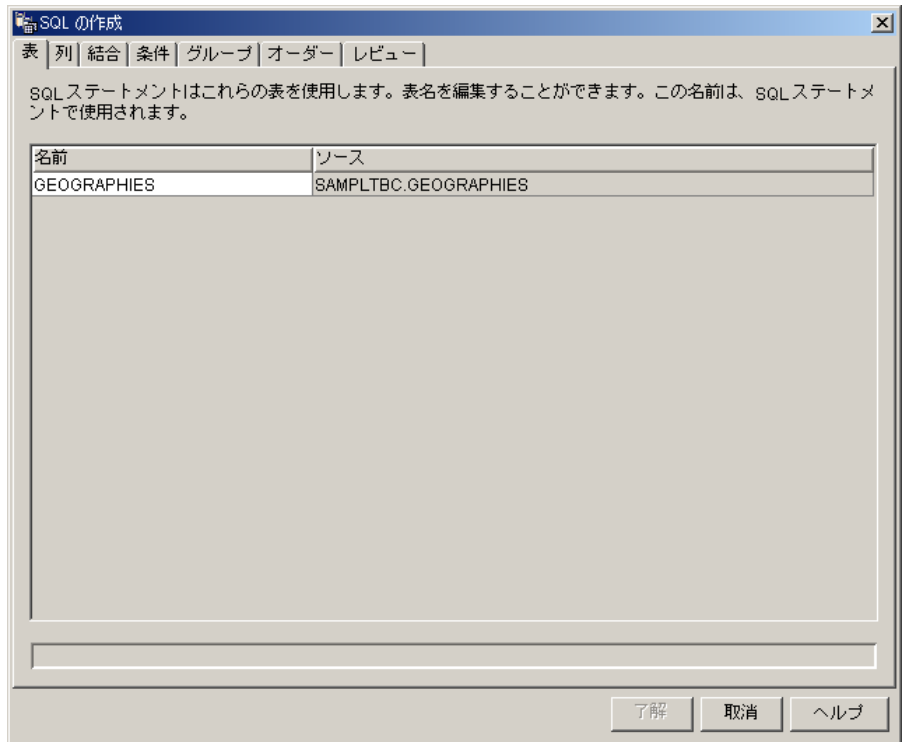 SQL の作成
表 列 結合 条件 グループ オーダー レビュー
SQLステートメントはこれらの表を使用します。表名を編集することができます。この名前は、SQLステートメ
ントで使用されます。
名前 ソース
GEOGRAPHIES SAMPLTBC.GEOGRAPHIES
了解 取消 ヘルプ